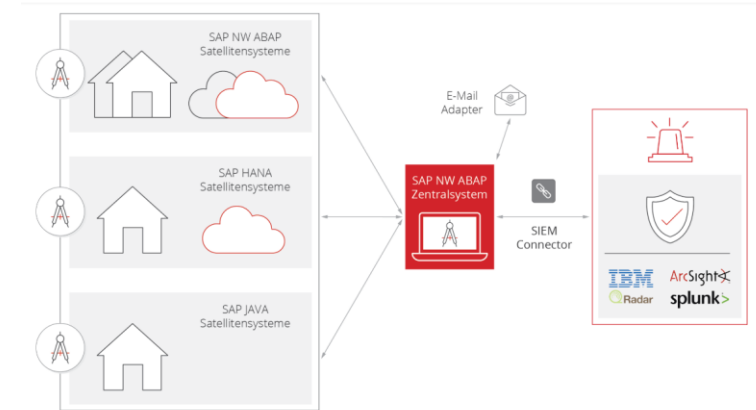 SAP NW ABAP
Satellitensysteme
SAP HANA
Satellitensysteme
SAP JAVA
Satellitensysteme
E-Mail
Adapter
SAP NW ABAP
Zentralsystem
SIEM
Connector
IBM
QRadar
ArcSight
splunk>